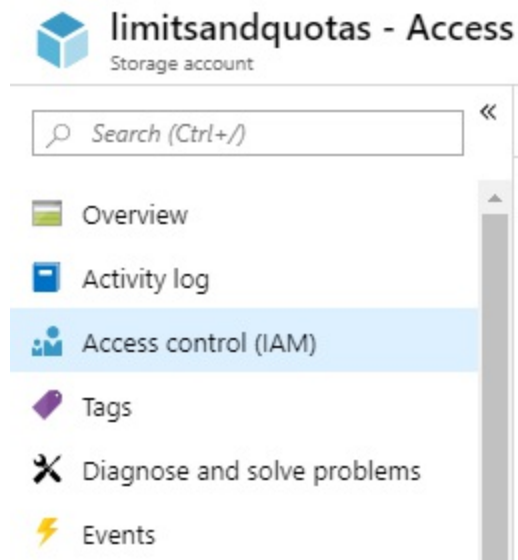 limitsandquotas - Access
Storage account
«
Search (Ctrl+/)
Overview
Activity log
Access control (IAM)
Tags
Diagnose and solve problems
Events